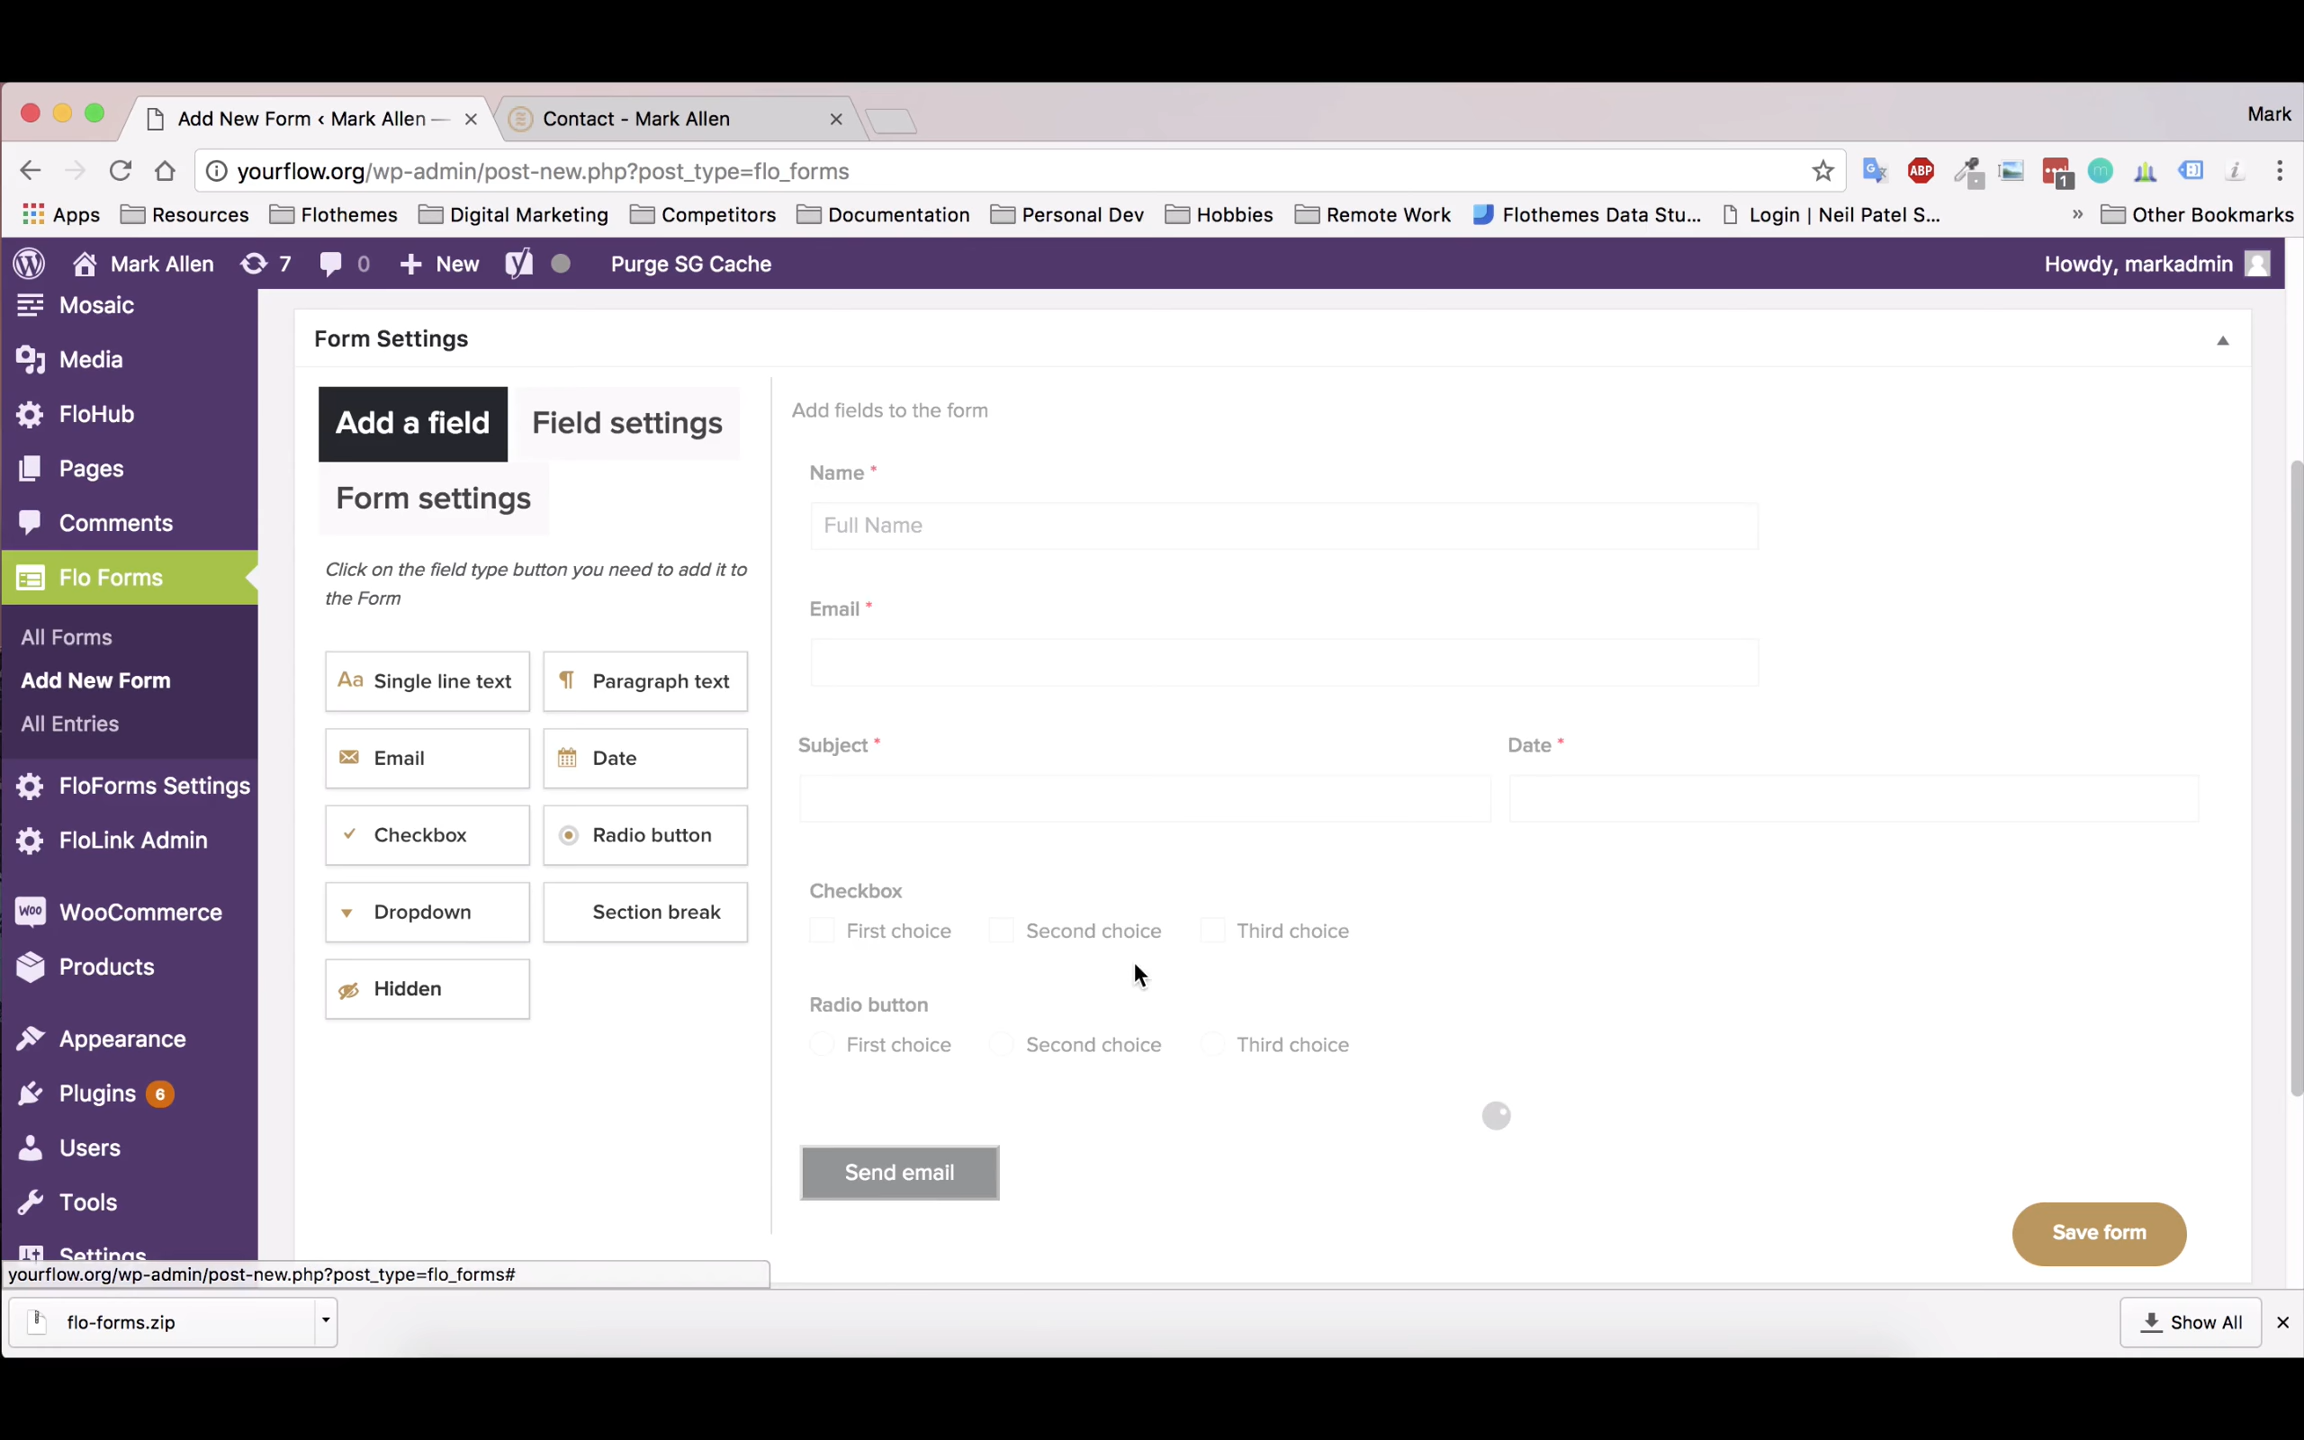 Add New Form ‹ Mark Allen —
Contact - Mark Allen
Mark
yourflow.org/wp-admin/post-new.php?post_type=flo_forms
ABP
1
m
i
Apps
Resources
Flothemes
Digital Marketing
Competitors
Documentation
Personal Dev
Hobbies
Remote Work
Flothemes Data Stu...
Login | Neil Patel S...
»
Other Bookmarks
Mark Allen
7
0
New
Purge SG Cache
Howdy, markadmin
Mosaic
Media
FloHub
Pages
Comments
Flo Forms
All Forms
Add New Form
All Entries
FloForms Settings
FloLink Admin
Woo WooCommerce
Products
Appearance
Plugins 6
Users
Tools
Settings
Form Settings
Add a field
Field settings
Form settings
Click on the field type button you need to add it to
the Form
Aa Single line text
¶ Paragraph text
Email
Date
Checkbox
Radio button
Dropdown
Section break
Hidden
Add fields to the form
Name *
Full Name
Email *
Subject *
Date *
Checkbox
First choice
Second choice
Third choice
Radio button
First choice
Second choice
Third choice
Send email
Save form
yourflow.org/wp-admin/post-new.php?post_type=flo_forms#
flo-forms.zip
Show All